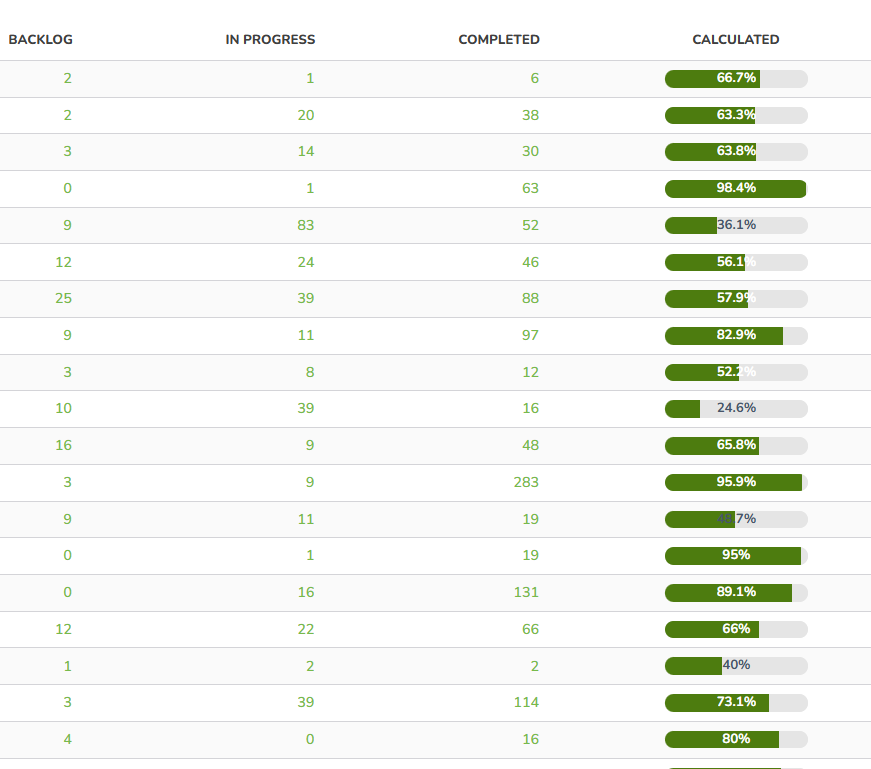 BACKLOG IN PROGRESS COMPLETED CALCULATED
2 1 6 66.7%
2 20 38 63.3%
3 14 30 63.8%
0 1 63 98.4%
9 83 52 36.1%
12 24 46 56.1%
25 39 88 57.9%
9 11 97 82.9%
3 8 12 52.2%
10 39 16 24.6%
16 9 48 65.8%
3 9 283 95.9%
9 11 19 48.7%
0 1 19 95%
0 16 131 89.1%
12 22 66 66%
1 2 2 40%
3 39 114 73.1%
4 0 16 80%